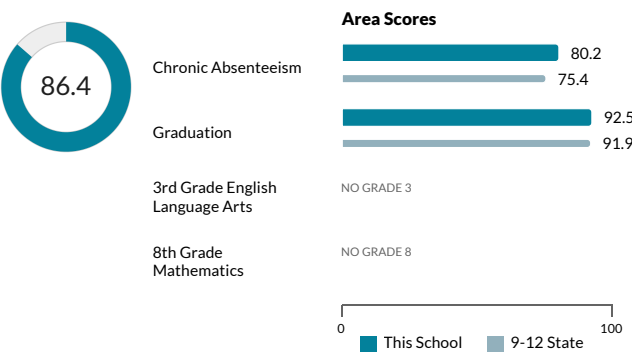 Area Scores
86.4
Chronic Absenteeism
80.2
75.4
Graduation
92.5
91.9
3rd Grade English
Language Arts
NO GRADE 3
8th Grade
Mathematics
NO GRADE 8
0
100
This School
9-12 State